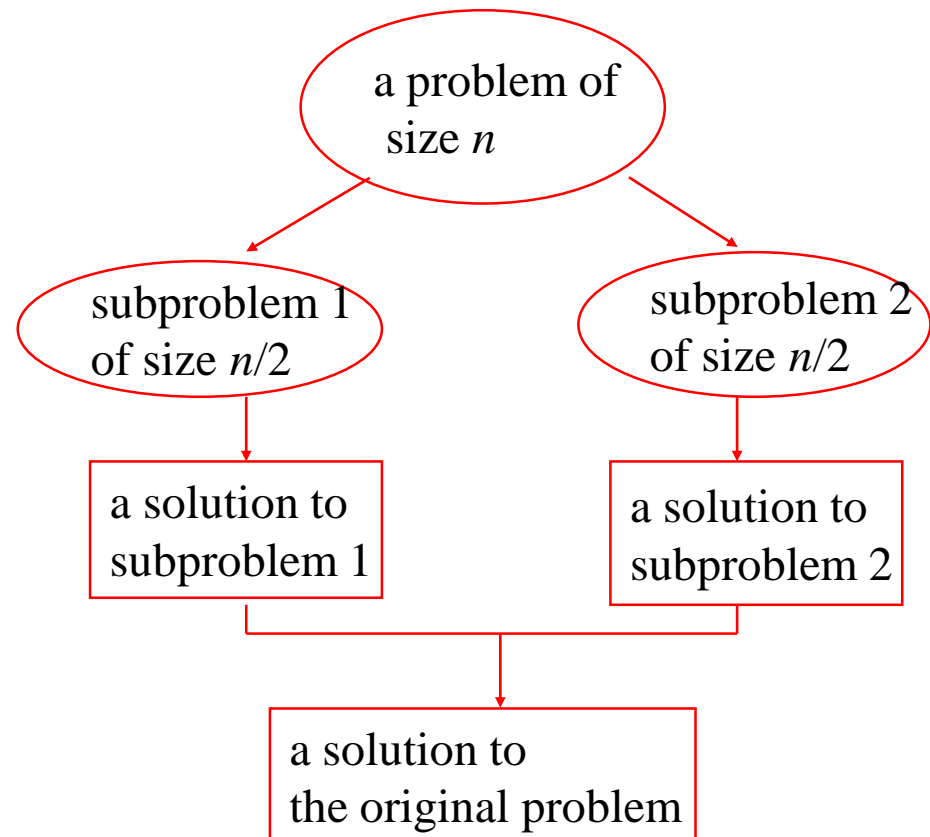 a problem of
size n
subproblem 1
of size n/2
subproblem 2
of size n/2
a solution to
subproblem 1
a solution to
subproblem 2
a solution to
the original problem